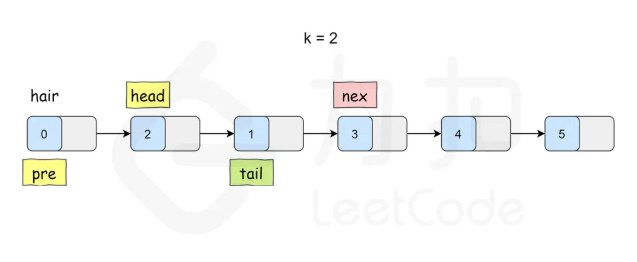 k = 2
hair
head
nex
0
2
1
3
4
5
pre
tail
力扣
LeetCode